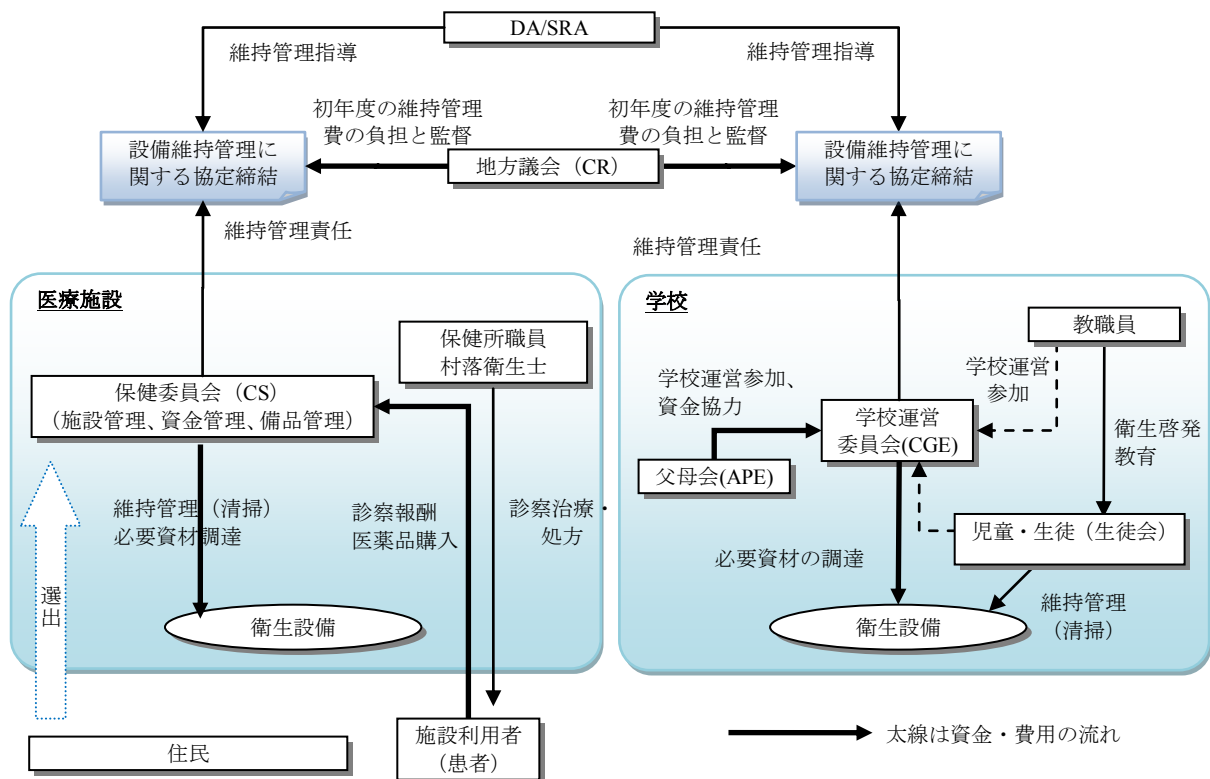 DA/SRA
維持管理指導
維持管理指導
初年度の維持管理
費の負担と監督
初年度の維持管理
費の負担と監督
設備維持管理に
関する協定締結
地方議会（CR）
設備維持管理に
関する協定締結
維持管理責任
維持管理責任
医療施設
保健所職員
村落衛生士
保健委員会（CS）
（施設管理、資金管理、備品管理）
維持管理（清掃）
必要資材調達
診察報酬
医薬品購入
診察治療・
処方
選出
衛生設備
住民
施設利用者
（患者）
学校
教職員
学校運営参加、
資金協力
学校運営
参加
学校運営
委員会(CGE)
父母会(APE)
衛生啓発
教育
児童・生徒（生徒会）
必要資材の調達
維持管理
（清掃）
衛生設備
太線は資金・費用の流れ